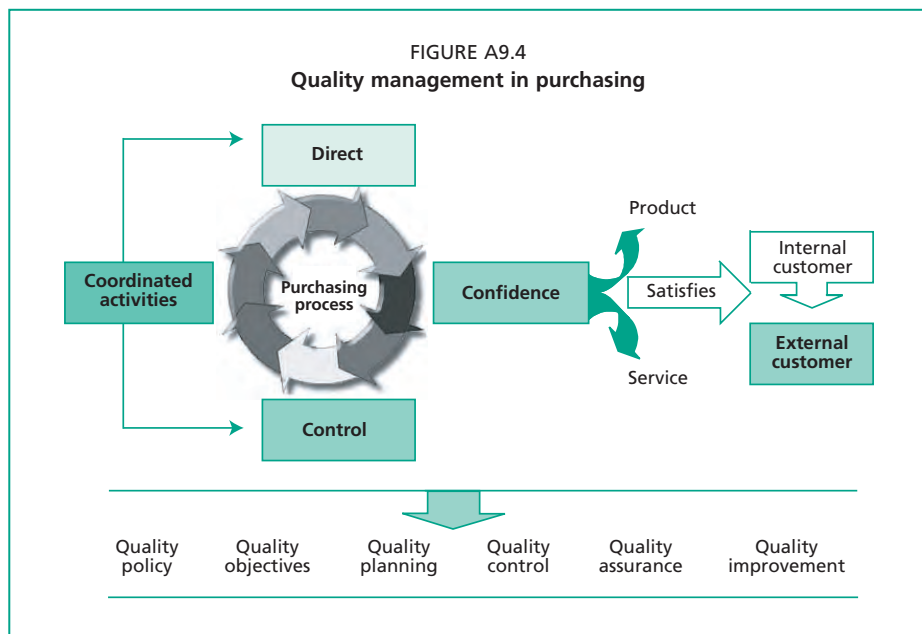 FIGURE A9.4
Quality management in purchasing
Direct
Coordinated
activities
Purchasing
process
Control
Confidence
Product
Satisfies
Service
Internal
customer
External
customer
Quality
policy
Quality
objectives
Quality
planning
Quality
control
Quality
assurance
Quality
improvement